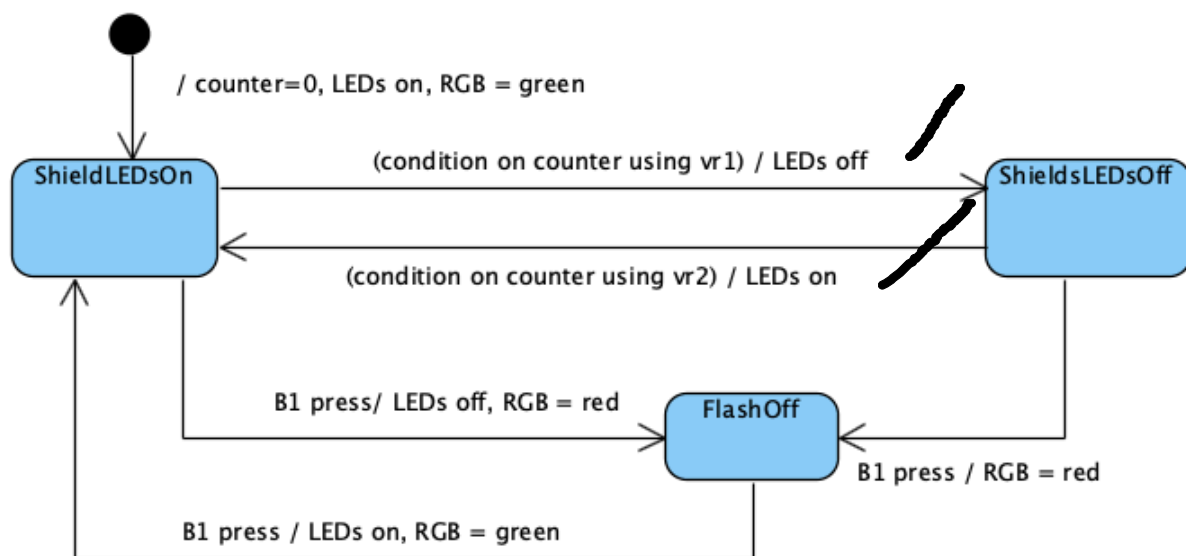 / counter=0, LEDs on, RGB = green
ShieldLEDsOn
(condition on counter using vr1) / LEDs off
ShieldsLEDsOff
(condition on counter using vr2) / LEDs on
B1 press/ LEDs off, RGB = red
FlashOff
B1 press / RGB = red
B1 press / LEDs on, RGB = green